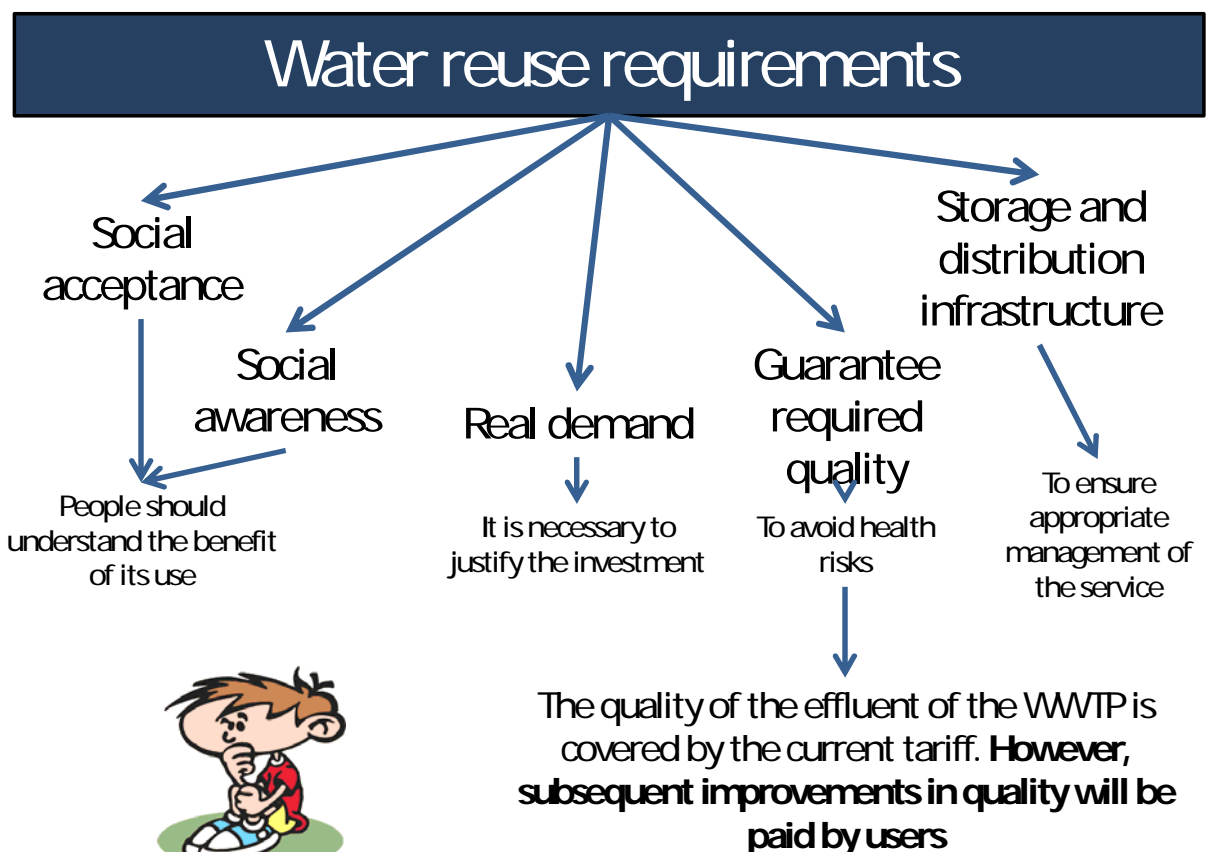 Water reuse requirements
Social
acceptance
Social
awareness
People should
understand the benefit
of its use
Real demand
It is necessary to
justify the investment
Guarantee
required
quality
To avoid health
risks
Storage and
distribution
infrastructure
To ensure
appropriate
management of
the service
The quality of the effluent of the WWTP is
covered by the current tariff. However,
subsequent improvements in quality will be
paid by users